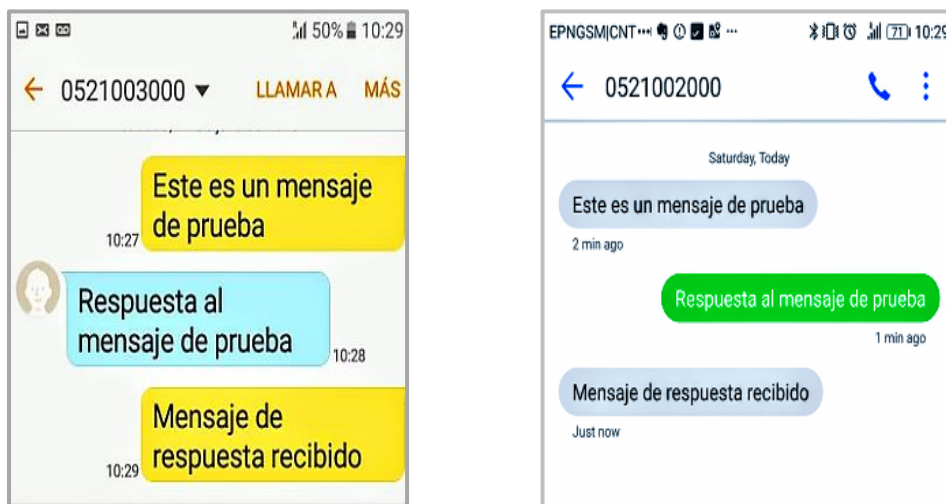 50% 10:29
0521003000
LLAMAR A MÁS
Este es un mensaje
de prueba
10:27
Respuesta al
mensaje de prueba
10:28
Mensaje de
respuesta recibido
10:29
EPNGSM|CNT
71 10:29
0521002000
Saturday, Today
Este es un mensaje de prueba
2 min ago
Respuesta al mensaje de prueba
1 min ago
Mensaje de respuesta recibido
Just now